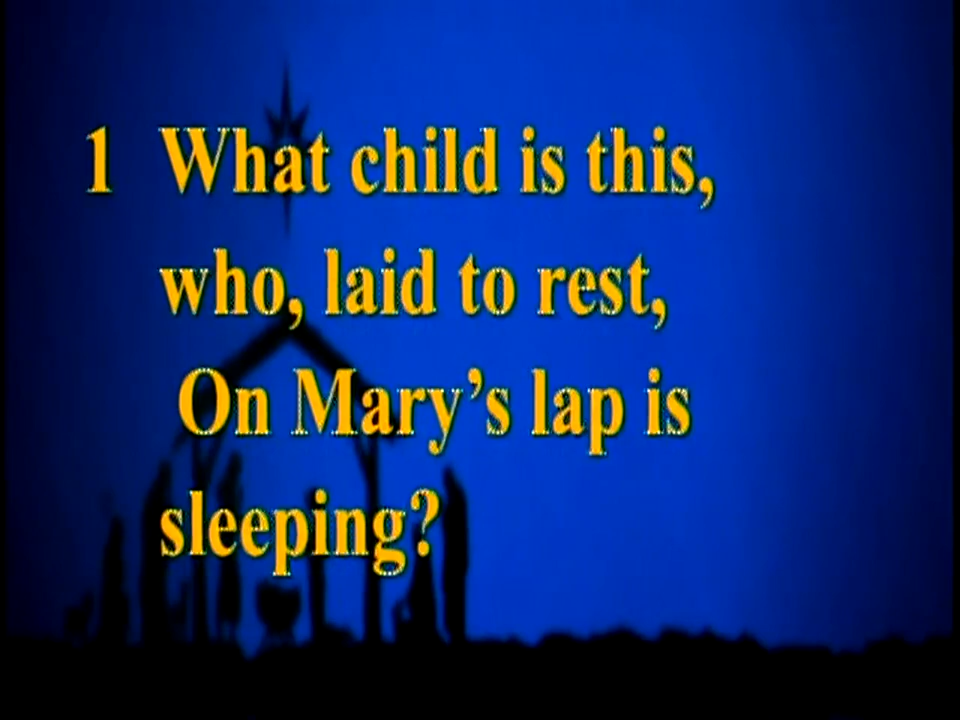 1 What child is this,
who, laid to rest,
On Mary’s lap is
sleeping?